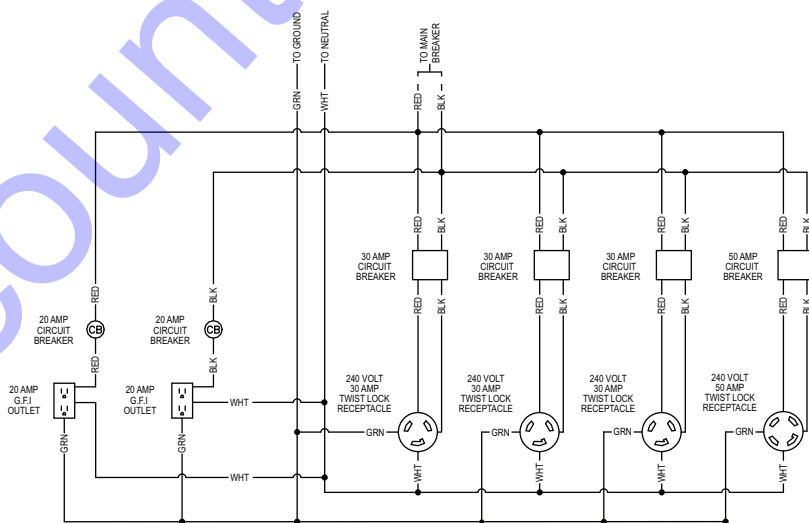 TO GROUND
TO NEUTRAL
TO MAIN
BREAKER
GRN
WHT
RED
BLK
RED
BLK
RED
BLK
RED
BLK
RED
BLK
30 AMP
CIRCUIT
BREAKER
30 AMP
CIRCUIT
BREAKER
30 AMP
CIRCUIT
BREAKER
50 AMP
CIRCUIT
BREAKER
RED
BLK
RED
BLK
RED
BLK
RED
BLK
RED
BLK
20 AMP
CIRCUIT
BREAKER
CB
20 AMP
CIRCUIT
BREAKER
CB
RED
BLK
20 AMP
G.F.I
OUTLET
20 AMP
G.F.I
OUTLET
WHT
240 VOLT
30 AMP
TWIST LOCK
RECEPTACLE
240 VOLT
30 AMP
TWIST LOCK
RECEPTACLE
240 VOLT
30 AMP
TWIST LOCK
RECEPTACLE
240 VOLT
50 AMP
TWIST LOCK
RECEPTACLE
GRN
GRN
GRN
GRN
GRN
GRN
WHT
WHT
WHT
WHT
WHT
ount